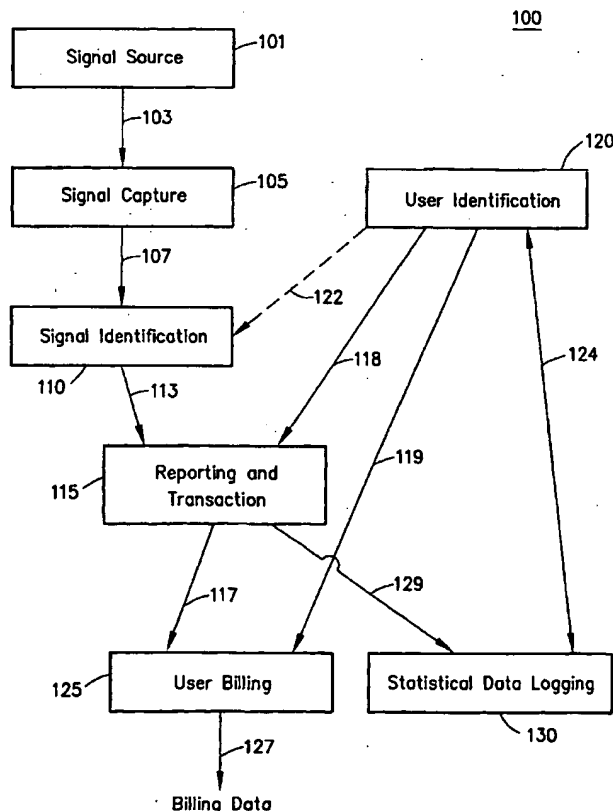 100
Signal Source
101
103
120
Signal Capture
105
User Identification
107
122
Signal Identification
110
113
118
124
119
Reporting and
Transaction
115
117
129
User Billing
125
Statistical Data Logging
130
127
Billing Data